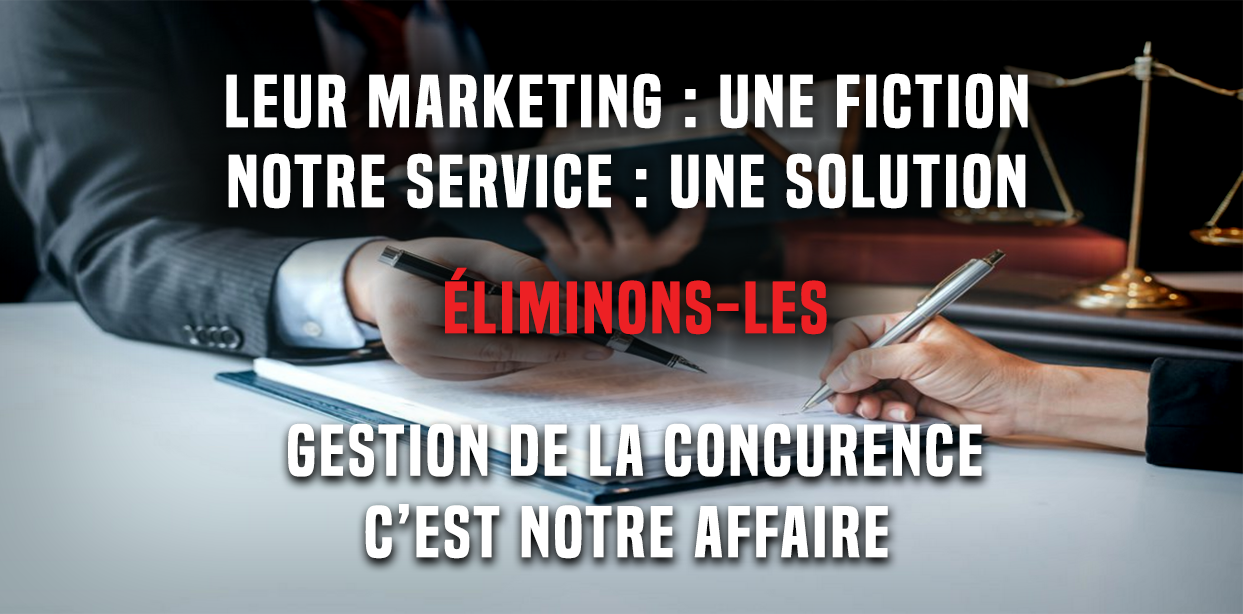 LEUR MARKETING : UNE FICTION
NOTRE SERVICE : UNE SOLUTION
ÉLIMINONS-LES
GESTION DE LA CONCURENCE
C'EST NOTRE AFFAIRE